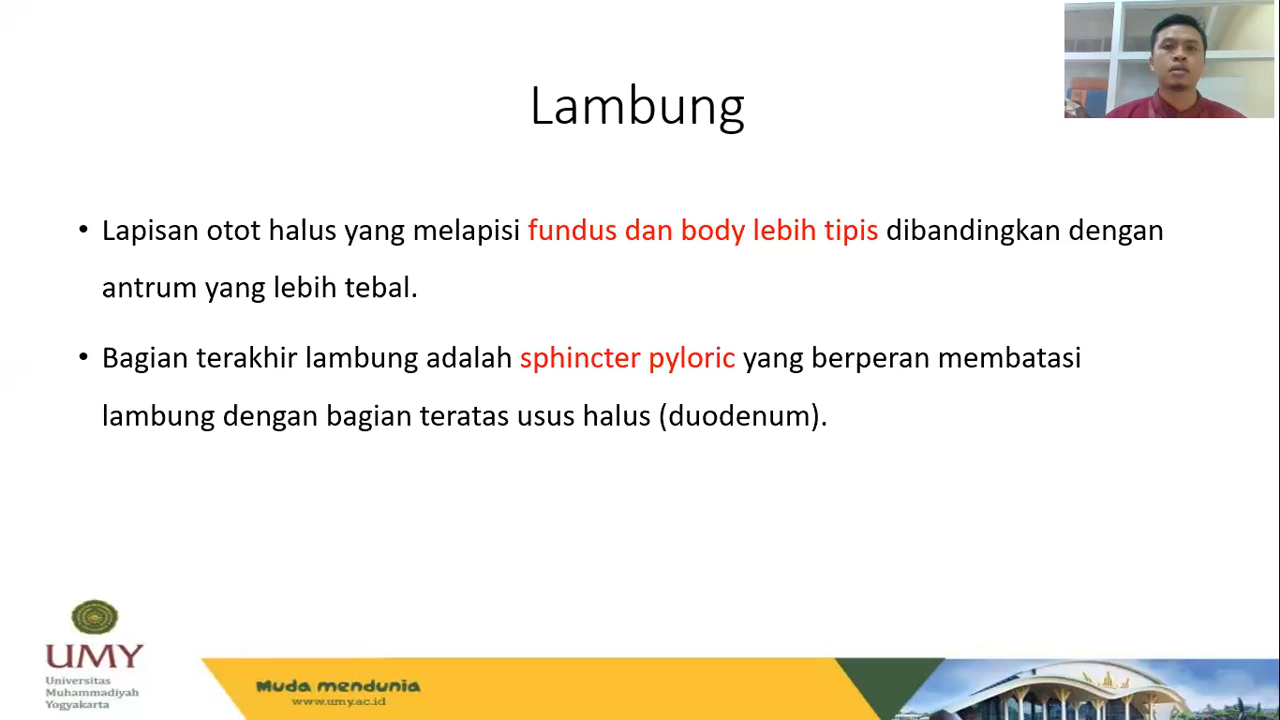 Lambung
• Lapisan otot halus yang melapisi fundus dan body lebih tipis dibandingkan dengan
antrum yang lebih tebal.
• Bagian terakhir lambung adalah sphincter pyloric yang berperan membatasi
lambung dengan bagian teratas usus halus (duodenum).
UMY
Universitas
Muhammadiyah
Yogyakarta
Muda mendunia
www.umy.ac.id